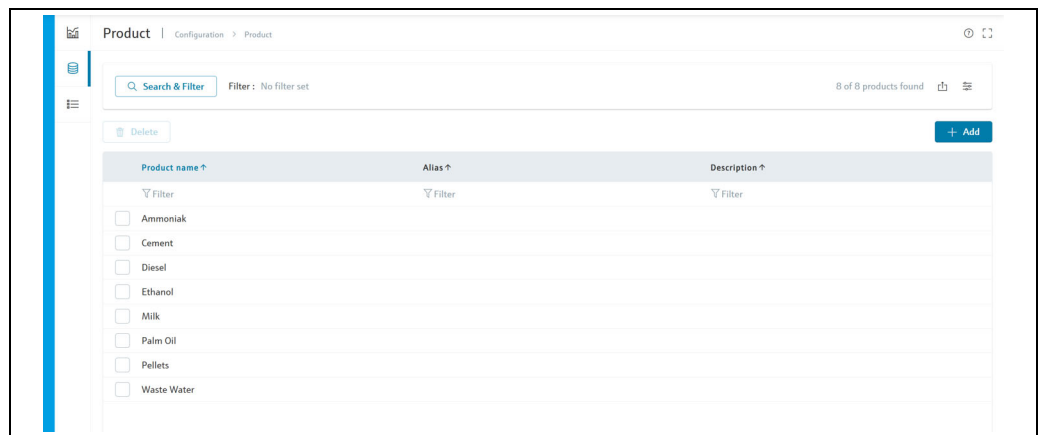 Product | Configuration > Product
Search & Filter Filter : No filter set 8 of 8 products found
Delete + Add
Product name ↑ Alias ↑ Description ↑
Filter Filter Filter
Ammoniak
Cement
Diesel
Ethanol
Milk
Palm Oil
Pellets
Waste Water